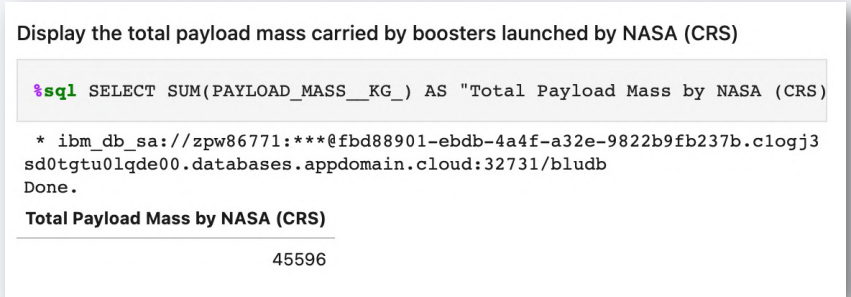 Display the total payload mass carried by boosters launched by NASA (CRS)
%sql SELECT SUM(PAYLOAD_MASS__KG_) AS "Total Payload Mass by NASA (CRS)
* ibm_db_sa://zpw86771:***@fbd88901-ebdb-4a4f-a32e-9822b9fb237b.c1ogj3
sd0tgtu0lqde00.databases.appdomain.cloud:32731/bludb
Done.
Total Payload Mass by NASA (CRS)
45596